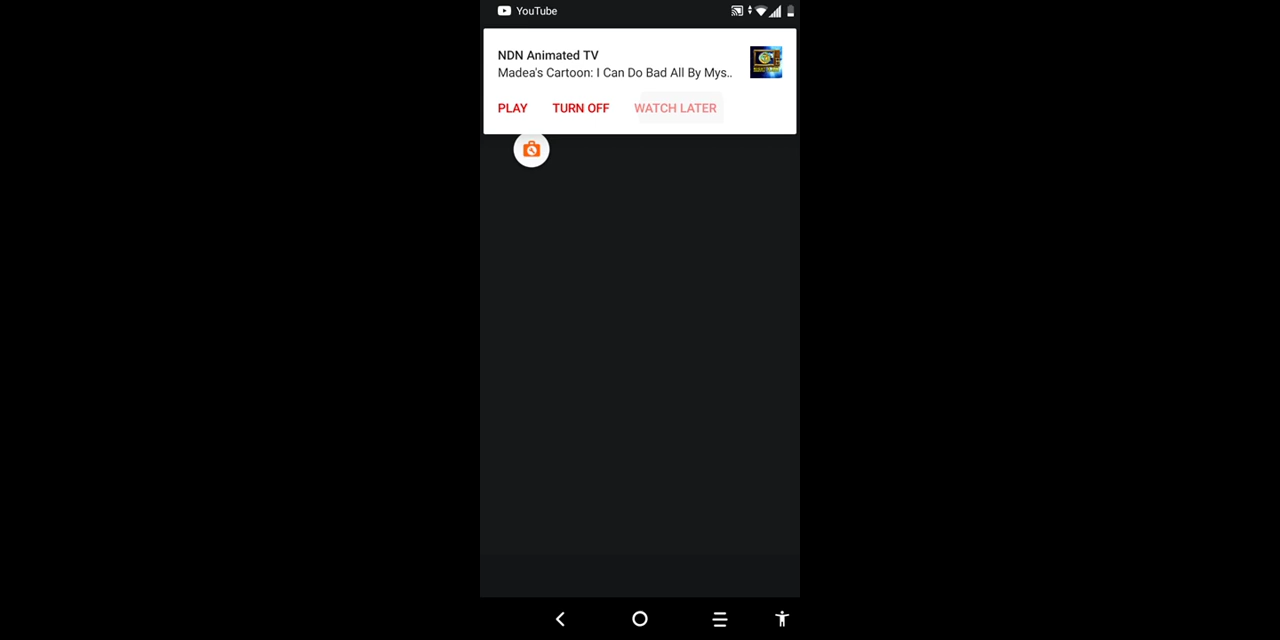 YouTube
NDN Animated TV
Madea's Cartoon: I Can Do Bad All By Mys..
PLAY TURN OFF WATCH LATER